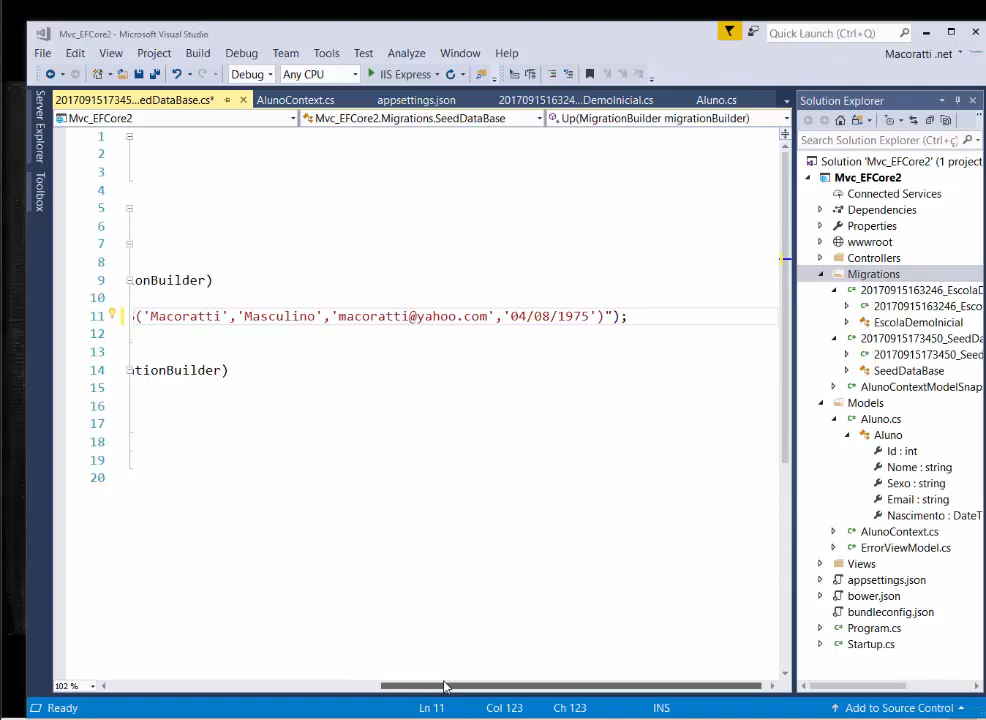 Mvc_EFCore2 - Microsoft Visual Studio
Quick Launch (Ctrl+Q)
File Edit View Project Build Debug Team Tools Test Analyze Window Help
Macoratti .net
Debug Any CPU IIS Express
Server Explorer
Toolbox
2017091517345...edDataBase.cs* AlunoContext.cs appsettings.json 2017091516324...DemoInicial.cs Aluno.cs
Mvc_EFCore2 Mvc_EFCore2.Migrations.SeedDataBase Up(MigrationBuilder migrationBuilder)
1
2
3
4
5
6
7
8
9 onBuilder)
10
11 ('Macoratti','Masculino','macoratti@yahoo.com','04/08/1975')");
12
13
14 ationBuilder)
15
16
17
18
19
20
102 %
Solution Explorer
Search Solution Explorer (Ctrl+ç)
Solution 'Mvc_EFCore2' (1 project
Mvc_EFCore2
Connected Services
Dependencies
Properties
wwwroot
Controllers
Migrations
20170915163246_EscolaD
20170915163246_Esco
EscolaDemoInicial
20170915173450_SeedDat
20170915173450_Seed
SeedDataBase
AlunoContextModelSnap
Models
Aluno.cs
Aluno
Id : int
Nome : string
Sexo : string
Email : string
Nascimento : DateT
AlunoContext.cs
ErrorViewModel.cs
Views
appsettings.json
bower.json
bundleconfig.json
Program.cs
Startup.cs
Ready Ln 11 Col 123 Ch 123 INS Add to Source Control